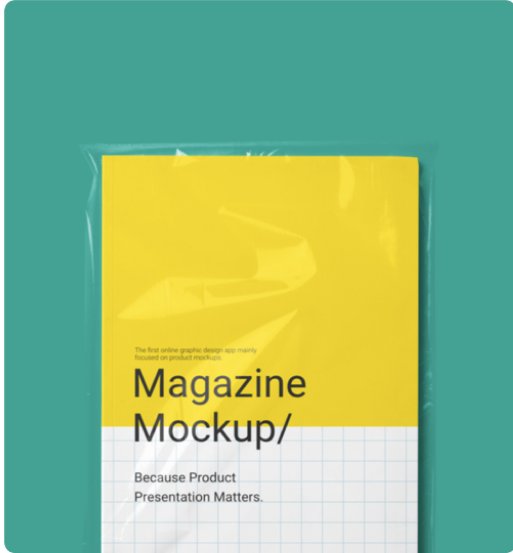 The first online graphic design app mainly
focused on product mockups.
Magazine
Mockup/
Because Product
Presentation Matters.